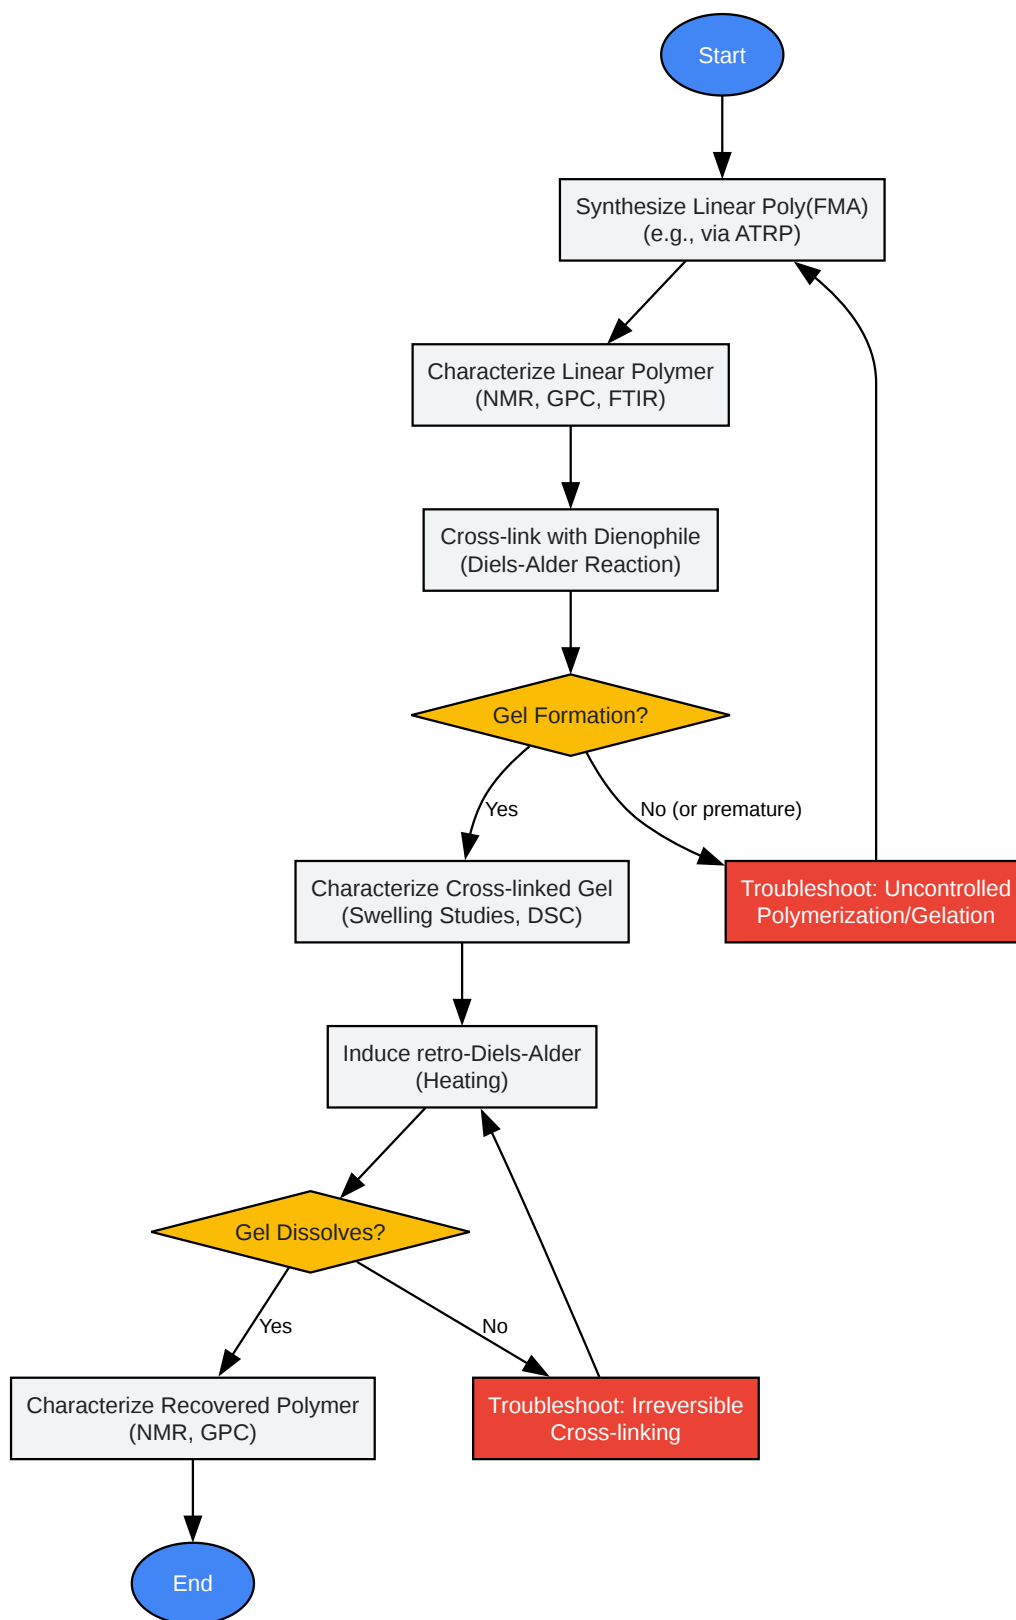 Start
Synthesize Linear Poly(FMA)
(e.g., via ATRP)
Characterize Linear Polymer
(NMR, GPC, FTIR)
Cross-link with Dienophile
(Diels-Alder Reaction)
Gel Formation?
Yes
No (or premature)
Characterize Cross-linked Gel
(Swelling Studies, DSC)
Troubleshoot: Uncontrolled
Polymerization/Gelation
Induce retro-Diels-Alder
(Heating)
Gel Dissolves?
Yes
No
Characterize Recovered Polymer
(NMR, GPC)
Troubleshoot: Irreversible
Cross-linking
End